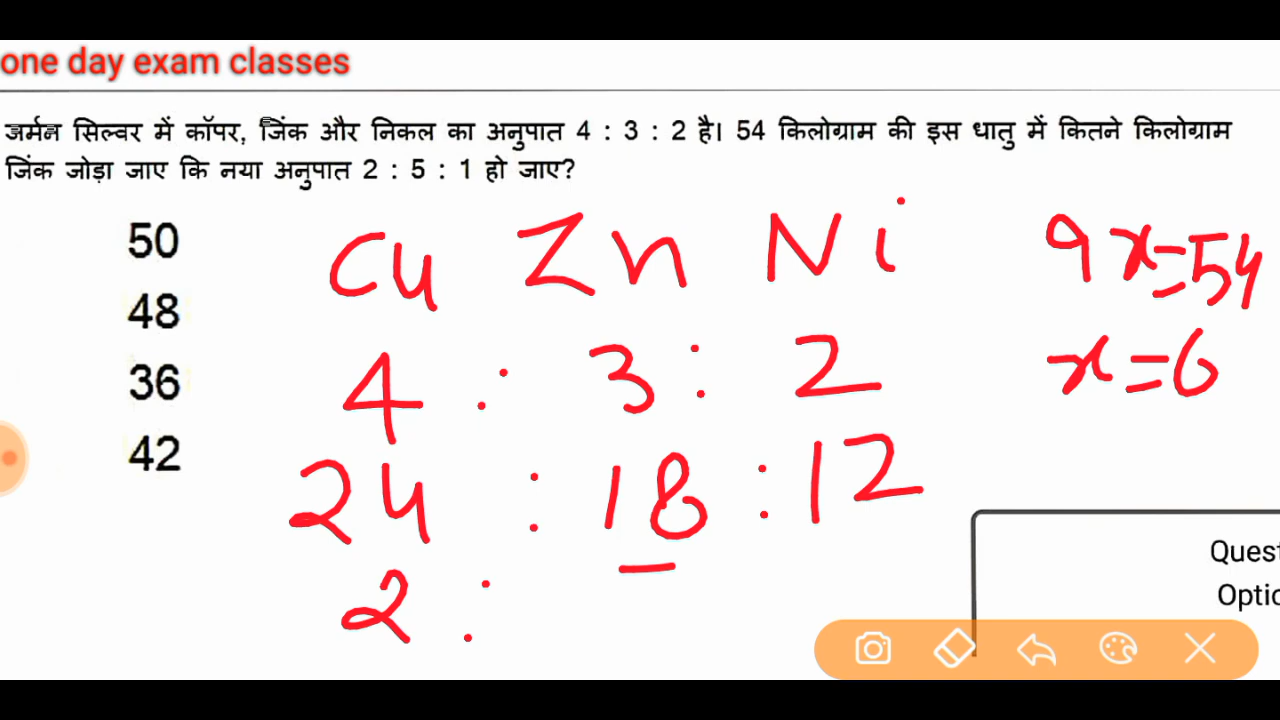 one day exam classes
जर्मन सिल्वर में कॉपर, जिंक और निकल का अनुपात 4 : 3 : 2 है। 54 किलोग्राम की इस धातु में कितने किलोग्राम
जिंक जोड़ा जाए कि नया अनुपात 2 : 5 : 1 हो जाए?
50
48
36
42
Cu Zn Ni
9x=54
4 : 3 : 2
x=6
24 : 18 : 12
2 :
Quest
Optio